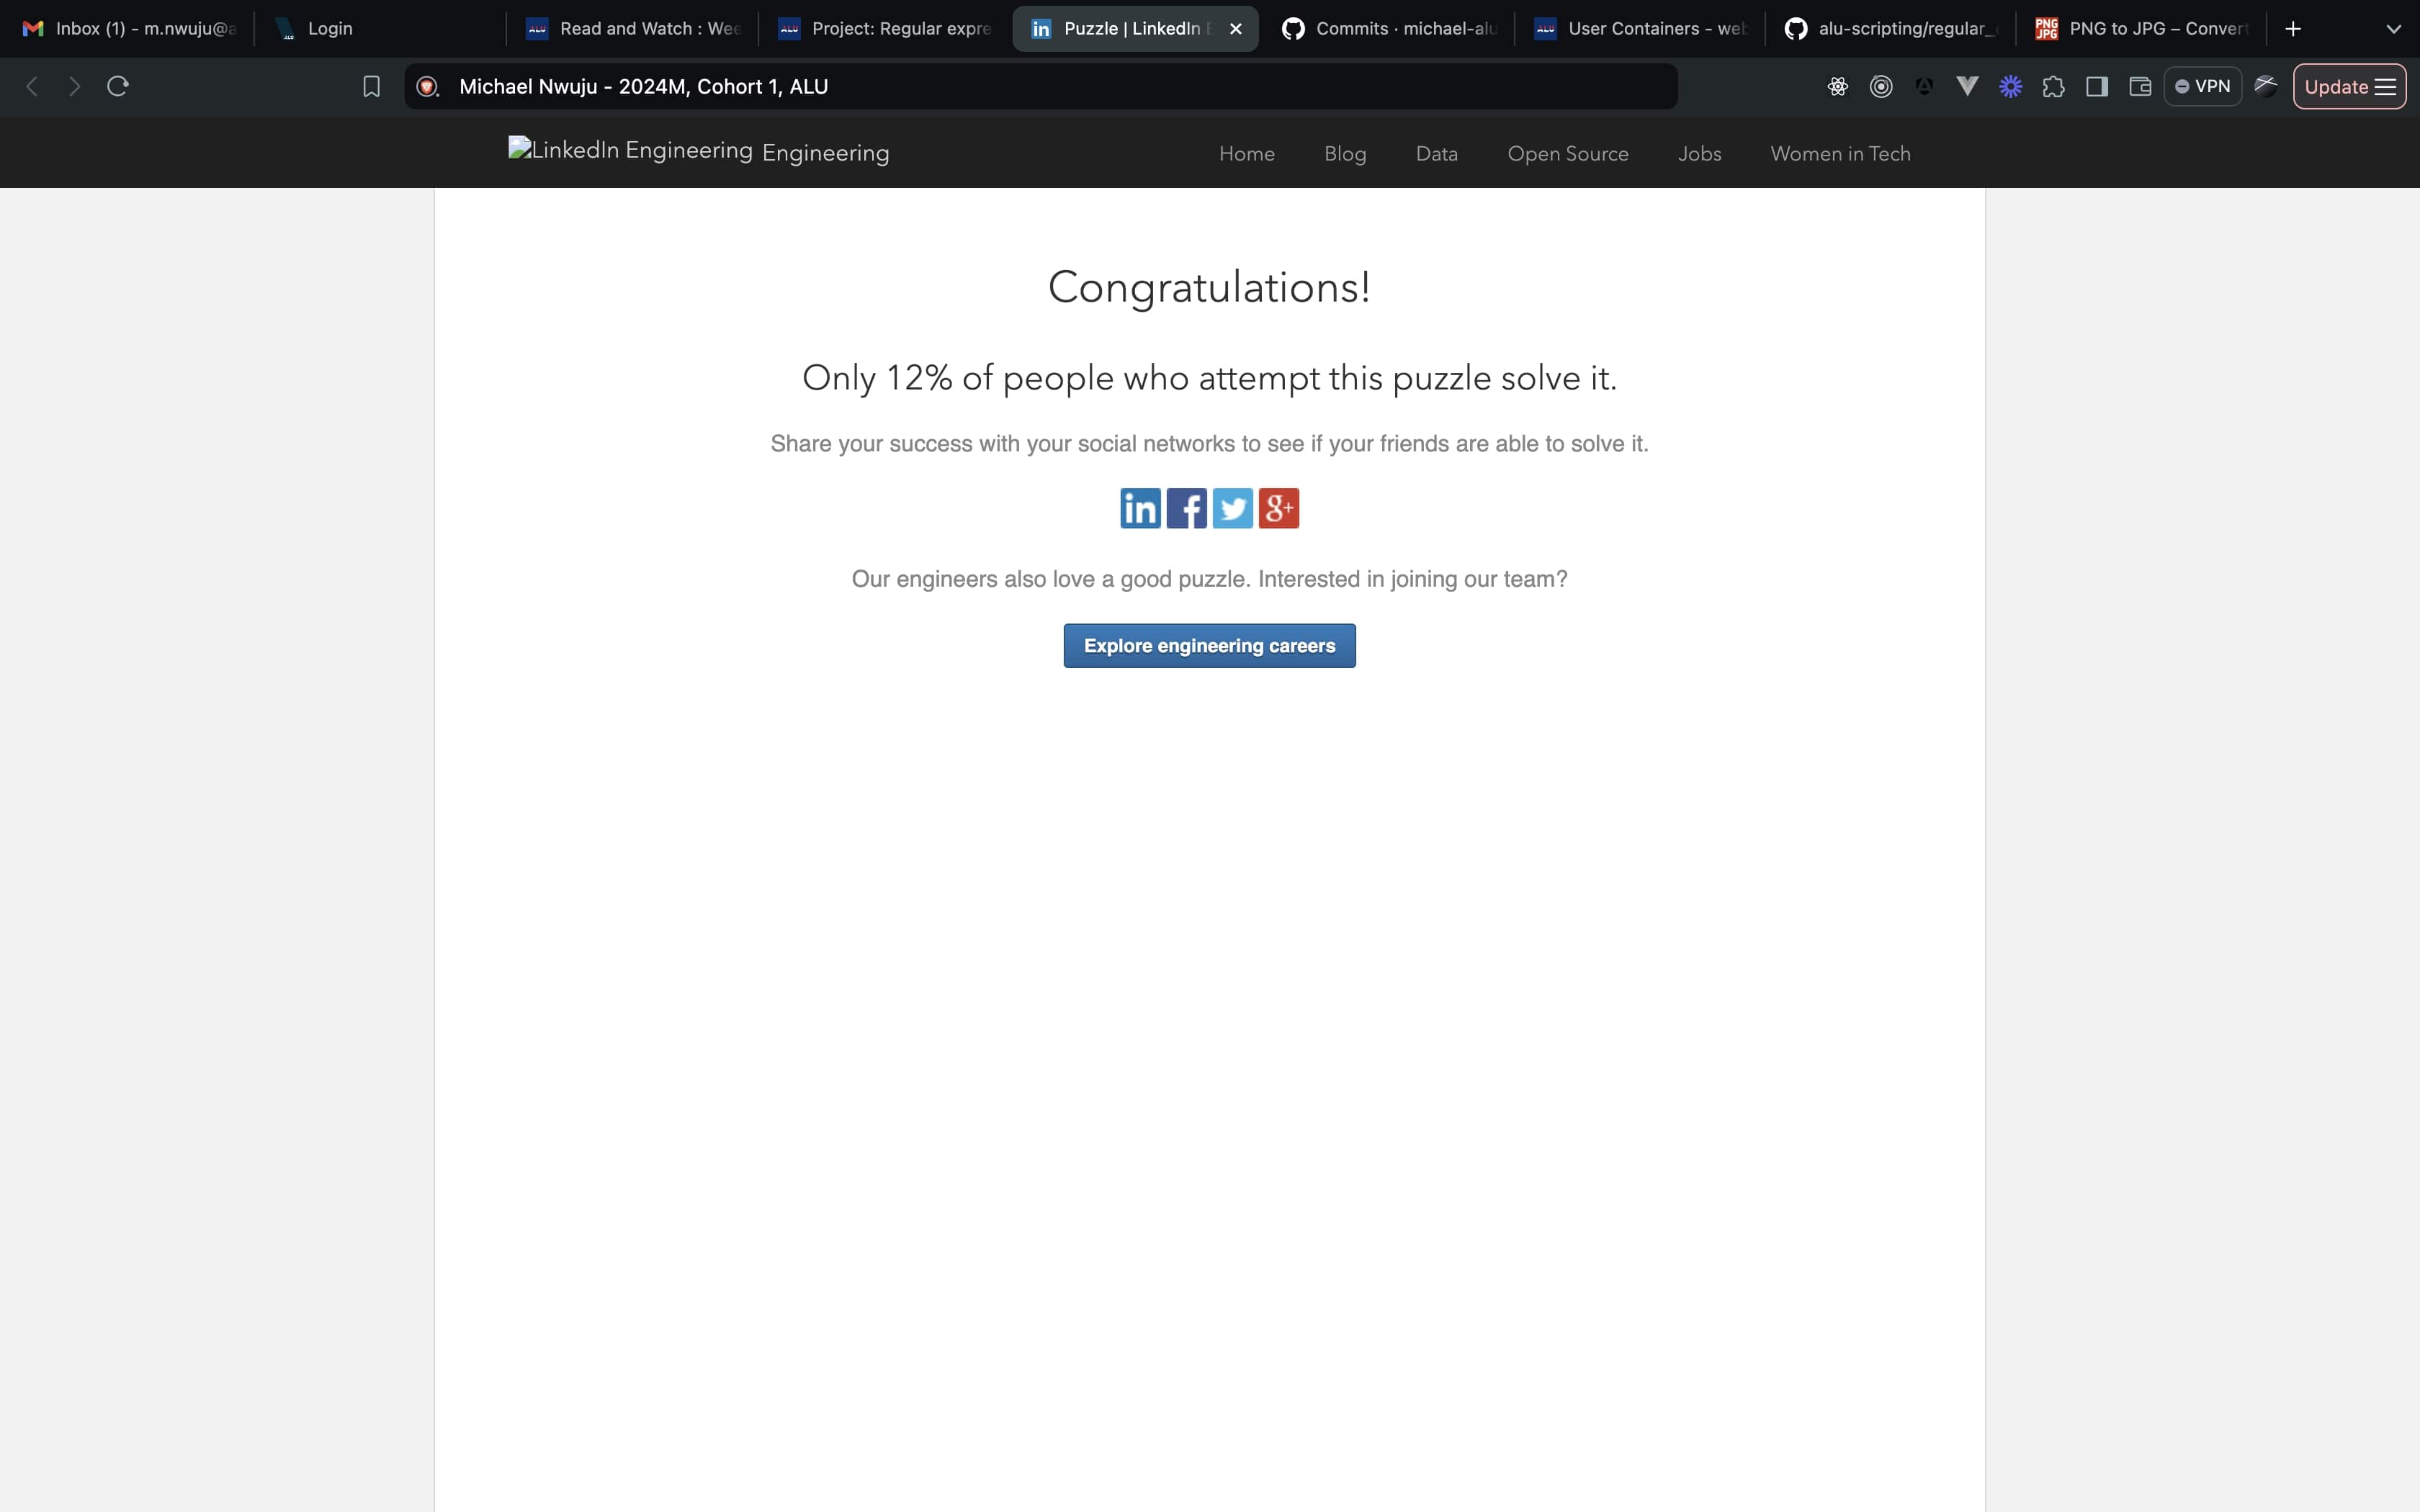 Inbox (1) - m.nwuju@a
Login
Read and Watch : Wee
Project: Regular expre
Puzzle | LinkedIn E
Commits · michael-alu
User Containers - web
alu-scripting/regular_
PNG to JPG – Convert
Michael Nwuju - 2024M, Cohort 1, ALU
VPN
Update
LinkedIn Engineering Engineering
Home Blog Data Open Source Jobs Women in Tech
Congratulations!
Only 12% of people who attempt this puzzle solve it.
Share your success with your social networks to see if your friends are able to solve it.
Our engineers also love a good puzzle. Interested in joining our team?
Explore engineering careers